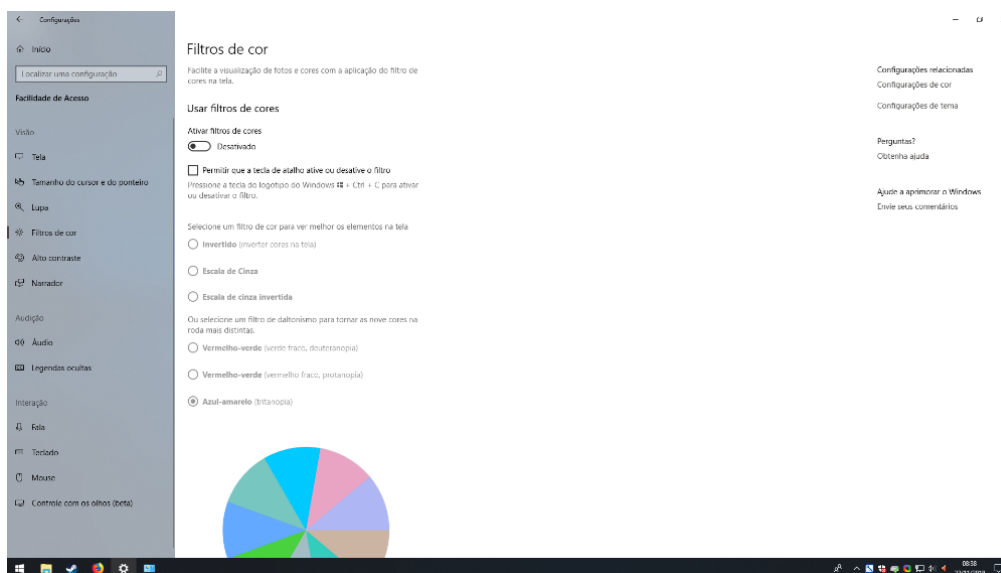 Configurações
Início
Localizar uma configuração
Facilidade de Acesso
Visão
Tela
Tamanho do cursor e do ponteiro
Lupa
Filtros de cor
Alto contraste
Narrador
Audição
Áudio
Legendas ocultas
Interação
Fala
Teclado
Mouse
Controle com os olhos (beta)
Filtros de cor
Facilite a visualização de fotos e cores com a aplicação do filtro de
cores na tela.
Usar filtros de cores
Ativar filtros de cores
Desativado
Permitir que a tecla de atalho ative ou desative o filtro
Pressione a tecla do logotipo do Windows + Ctrl + C para ativar
ou desativar o filtro.
Selecione um filtro de cor para ver melhor os elementos na tela
Invertido (inverter cores na tela)
Escala de Cinza
Escala de cinza invertida
Ou selecione um filtro de daltonismo para tornar as nove cores na
roda mais distintas.
Vermelho-verde (verde fraco, deuteranopia)
Vermelho-verde (vermelho fraco, protanopia)
Azul-amarelo (tritanopia)
Configurações relacionadas
Configurações de cor
Configurações de tema
Perguntas?
Obtenha ajuda
Ajude a aprimorar o Windows
Envie seus comentários
08:38